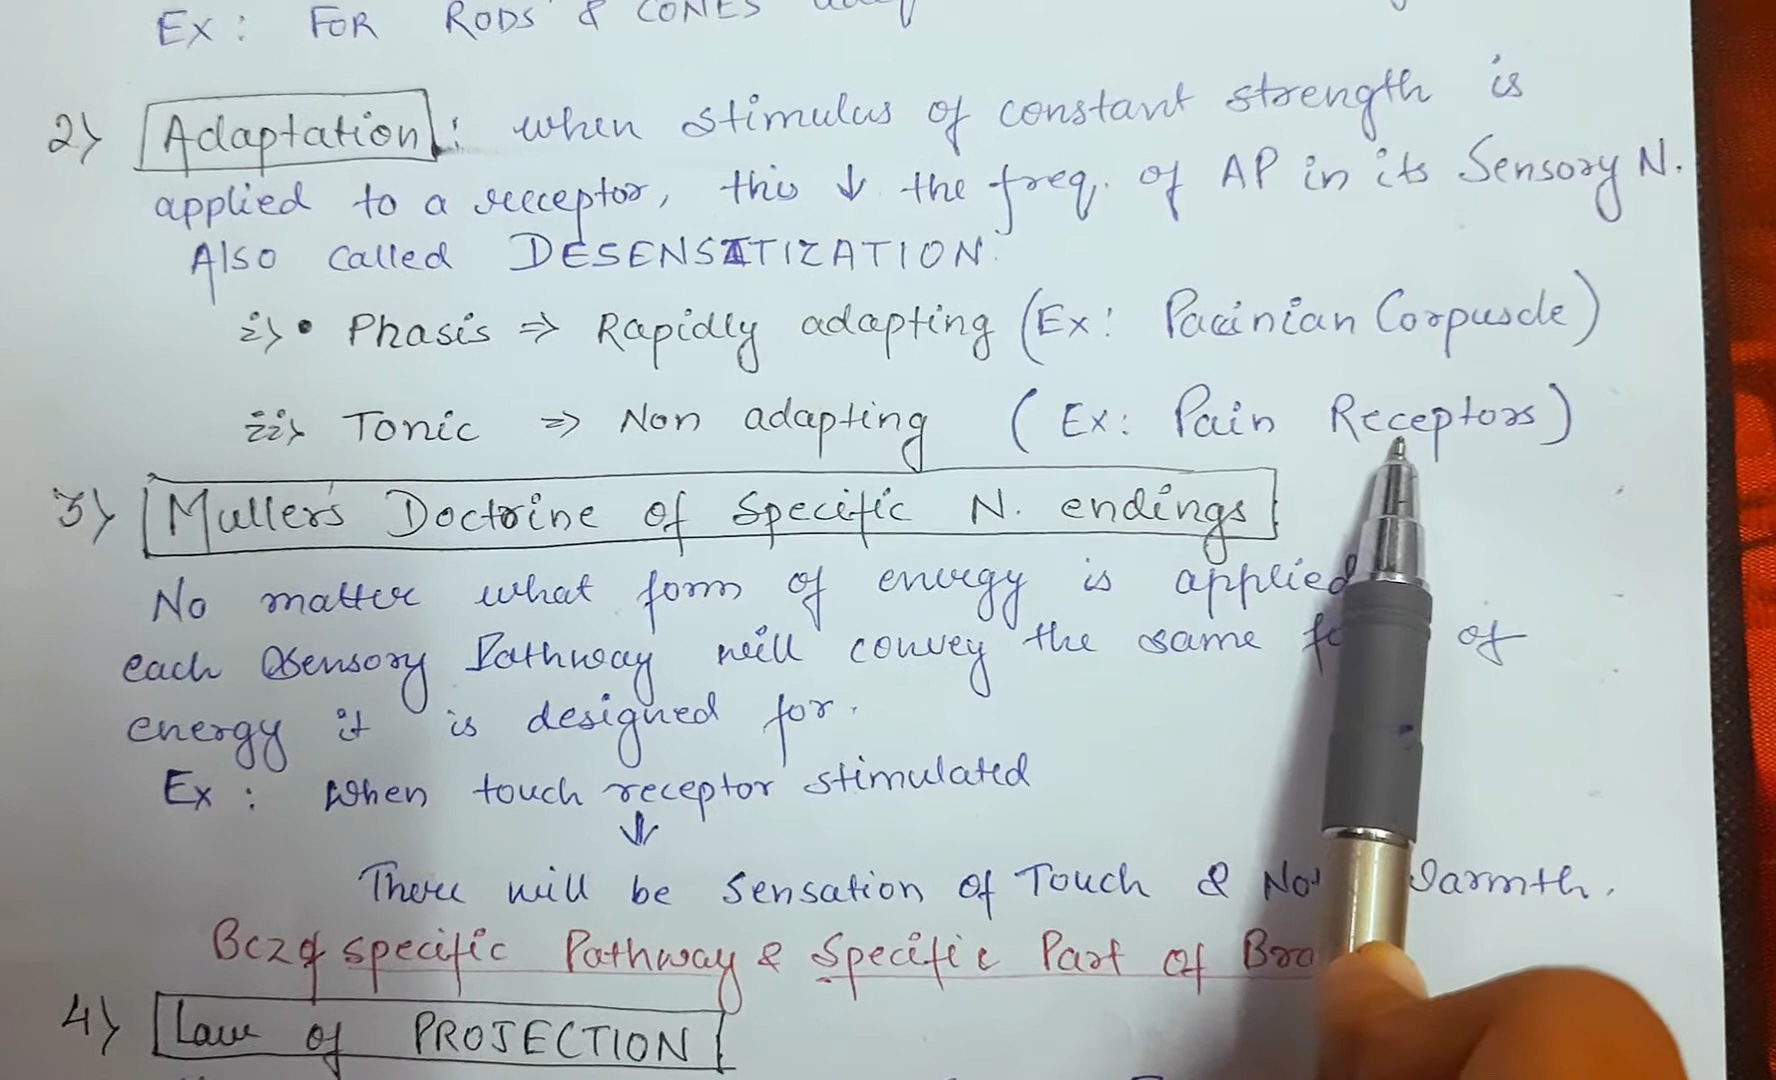 Ex: FOR RODS & CONES
2) Adaptation: when stimulus of constant strength is
applied to a receptor, this ↓ the freq. of AP in its Sensory N.
Also called DESENSITIZATION.
i) • Phasis ⇒ Rapidly adapting (Ex: Pacinian Corpuscle)
ii) Tonic ⇒ Non adapting (Ex: Pain Receptors)
3) Muller's Doctrine of Specific N. endings
No matter what form of energy is applied
each sensory Pathway will convey the same of
energy it is designed for.
Ex: When touch receptor stimulated
↓
There will be Sensation of Touch & Not Warmth.
Bcz of specific Pathway & Specific Part of
4) Law of PROJECTION